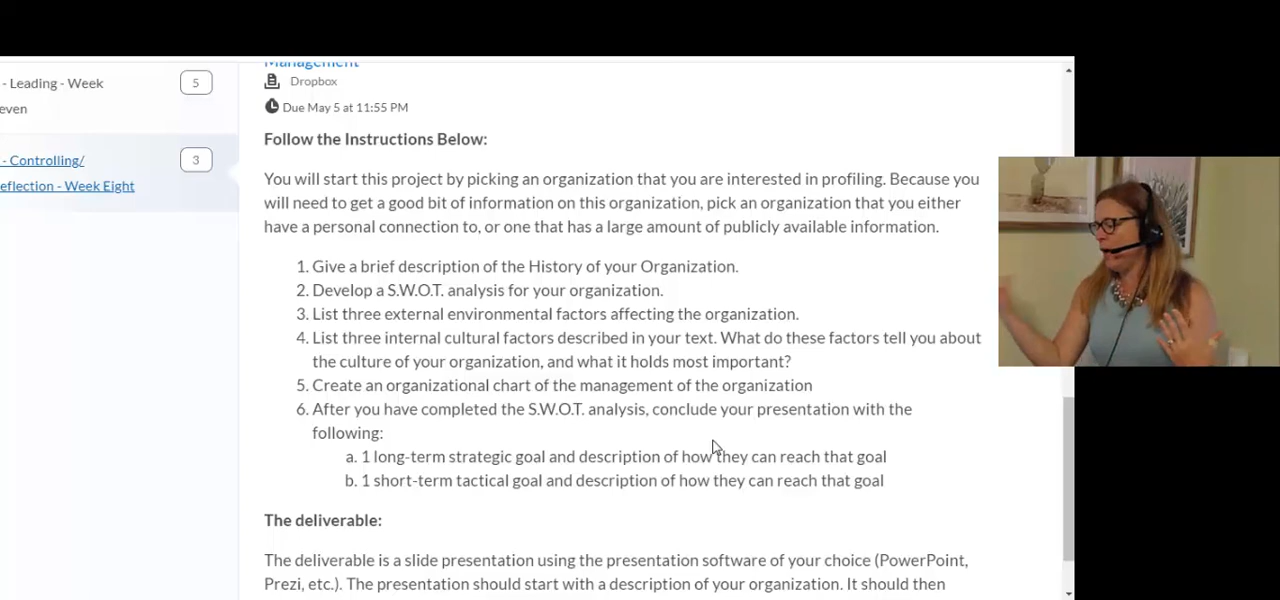 Management
- Leading - Week
5
even
Dropbox
Due May 5 at 11:55 PM
Follow the Instructions Below:
- Controlling/
3
eflection - Week Eight
You will start this project by picking an organization that you are interested in profiling. Because you
will need to get a good bit of information on this organization, pick an organization that you either
have a personal connection to, or one that has a large amount of publicly available information.
1. Give a brief description of the History of your Organization.
2. Develop a S.W.O.T. analysis for your organization.
3. List three external environmental factors affecting the organization.
4. List three internal cultural factors described in your text. What do these factors tell you about
the culture of your organization, and what it holds most important?
5. Create an organizational chart of the management of the organization
6. After you have completed the S.W.O.T. analysis, conclude your presentation with the
following:
a. 1 long-term strategic goal and description of how they can reach that goal
b. 1 short-term tactical goal and description of how they can reach that goal
The deliverable:
The deliverable is a slide presentation using the presentation software of your choice (PowerPoint,
Prezi, etc.). The presentation should start with a description of your organization. It should then